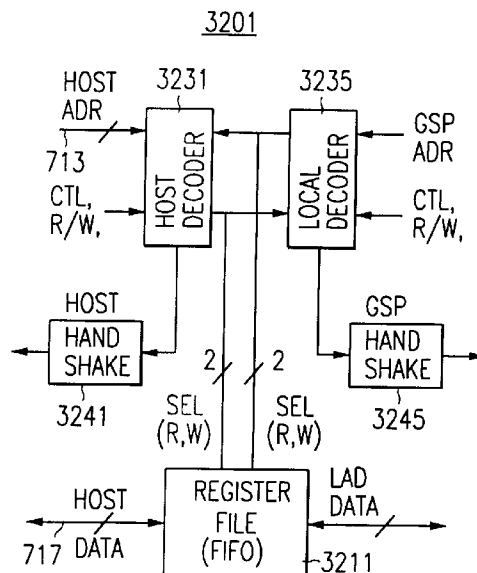 3201
3231
3235
HOST
ADR
713
HOST
DECODER
LOCAL
DECODER
GSP
ADR
CTL,
R/W,
CTL,
R/W,
HOST
HAND
SHAKE
3241
GSP
HAND
SHAKE
3245
2
2
SEL
(R,W)
SEL
(R,W)
HOST
DATA
717
REGISTER
FILE
(FIFO)
LAD
DATA
3211